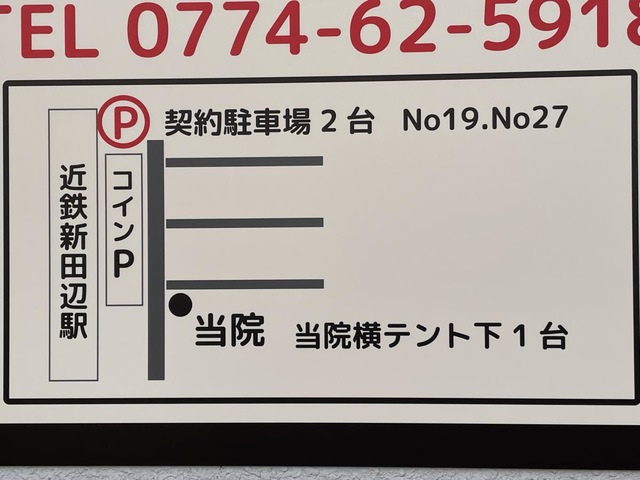 TEL 0774-62-5918
P 契約駐車場2台 No19.No27
近鉄新田辺駅
コインP
当院 当院横テント下1台